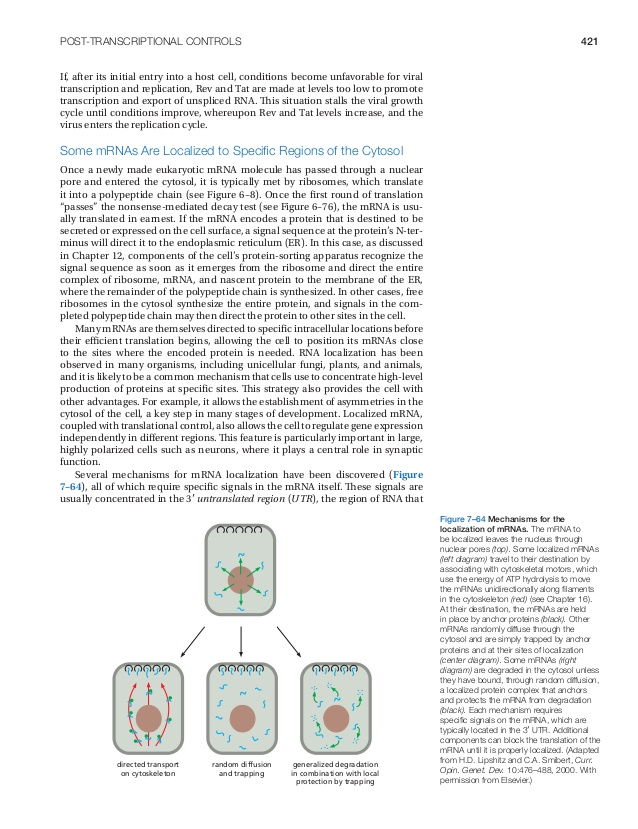 POST-TRANSCRIPTIONAL CONTROLS 421
If, after its initial entry into a host cell, conditions become unfavorable for viral
transcription and replication, Rev and Tat are made at levels too low to promote
transcription and export of unspliced RNA. This situation stalls the viral growth
cycle until conditions improve, whereupon Rev and Tat levels increase, and the
virus enters the replication cycle.
Some mRNAs Are Localized to Specific Regions of the Cytosol
Once a newly made eukaryotic mRNA molecule has passed through a nuclear
pore and entered the cytosol, it is typically met by ribosomes, which translate
it into a polypeptide chain (see Figure 6–8). Once the first round of translation
“passes” the nonsense-mediated decay test (see Figure 6–76), the mRNA is usu-
ally translated in earnest. If the mRNA encodes a protein that is destined to be
secreted or expressed on the cell surface, a signal sequence at the protein’s N-ter-
minus will direct it to the endoplasmic reticulum (ER). In this case, as discussed
in Chapter 12, components of the cell’s protein-sorting apparatus recognize the
signal sequence as soon as it emerges from the ribosome and direct the entire
complex of ribosome, mRNA, and nascent protein to the membrane of the ER,
where the remainder of the polypeptide chain is synthesized. In other cases, free
ribosomes in the cytosol synthesize the entire protein, and signals in the com-
pleted polypeptide chain may then direct the protein to other sites in the cell.
Many mRNAs are themselves directed to specific intracellular locations before
their efficient translation begins, allowing the cell to position its mRNAs close
to the sites where the encoded protein is needed. RNA localization has been
observed in many organisms, including unicellular fungi, plants, and animals,
and it is likely to be a common mechanism that cells use to concentrate high-level
production of proteins at specific sites. This strategy also provides the cell with
other advantages. For example, it allows the establishment of asymmetries in the
cytosol of the cell, a key step in many stages of development. Localized mRNA,
coupled with translational control, also allows the cell to regulate gene expression
independently in different regions. This feature is particularly important in large,
highly polarized cells such as neurons, where it plays a central role in synaptic
function.
Several mechanisms for mRNA localization have been discovered (Figure
7–64), all of which require specific signals in the mRNA itself. These signals are
usually concentrated in the 3′ untranslated region (UTR), the region of RNA that
Figure 7–64 Mechanisms for the
localization of mRNAs. The mRNA to
be localized leaves the nucleus through
nuclear pores (top). Some localized mRNAs
(left diagram) travel to their destination by
associating with cytoskeletal motors, which
use the energy of ATP hydrolysis to move
the mRNAs unidirectionally along filaments
in the cytoskeleton (red) (see Chapter 16).
At their destination, the mRNAs are held
in place by anchor proteins (black). Other
mRNAs randomly diffuse through the
cytosol and are simply trapped by anchor
proteins and at their sites of localization
(center diagram). Some mRNAs (right
diagram) are degraded in the cytosol unless
they have bound, through random diffusion,
a localized protein complex that anchors
and protects the mRNA from degradation
(black). Each mechanism requires
specific signals on the mRNA, which are
typically located in the 3′ UTR. Additional
components can block the translation of the
mRNA until it is properly localized. (Adapted
from H.D. Lipshitz and C.A. Smibert, Curr.
Opin. Genet. Dev. 10:476–488, 2000. With
permission from Elsevier.)
directed transport
on cytoskeleton
random diffusion
and trapping
generalized degradation
in combination with local
protection by trapping